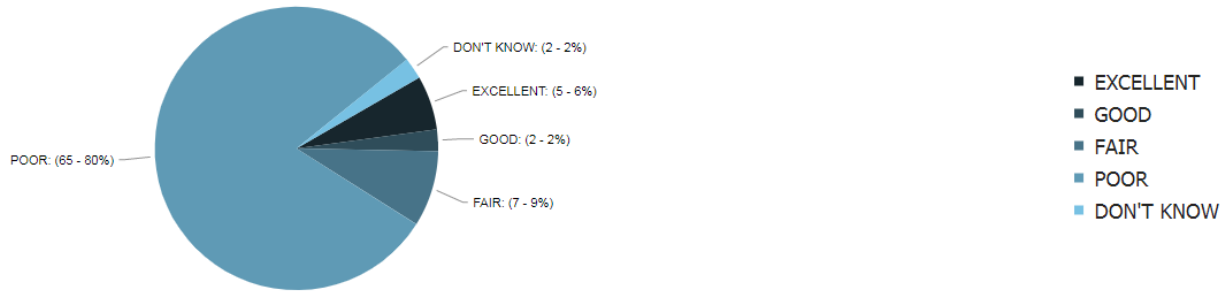 DON'T KNOW: (2 - 2%)
EXCELLENT: (5 - 6%)
GOOD: (2 - 2%)
POOR: (65 - 80%)
FAIR: (7 - 9%)
EXCELLENT
GOOD
FAIR
POOR
DON'T KNOW